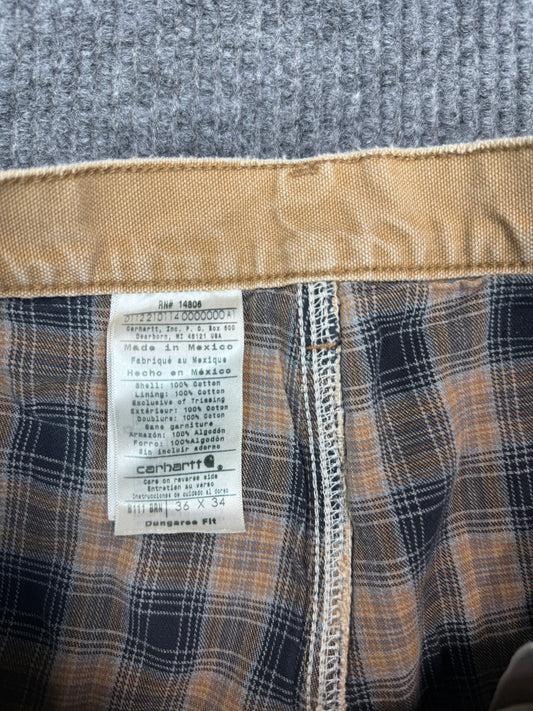 RN# 14806
Carhartt, Inc. P. O. Box 600
Dearborn, MI 48121 USA
Made in Mexico
Fabriqué au Mexique
Hecho en México
Shell: 100% Cotton
Lining: 100% Cotton
Exclusive of Trimming
Extérieur: 100% Coton
Doublure: 100% Coton
Sans garniture
Armazón: 100% Algodón
Forro: 100%Algodón
Sin incluir adorno
carhartt
Care on reverse side
Entretien au verso
Instrucciones de cuidado al dorso
B111 BRN 36 X 34
Dungaree Fit